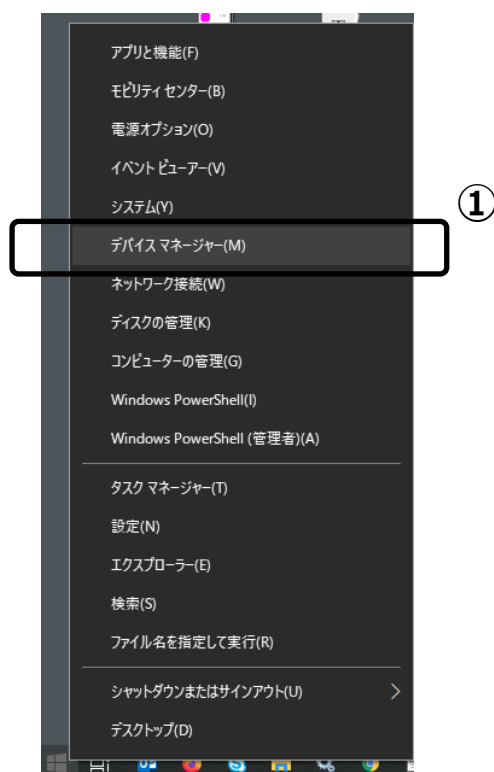 アプリと機能(F)
モビリティ センター(B)
電源オプション(O)
イベント ビューアー(V)
システム(Y)
①
デバイス マネージャー(M)
ネットワーク接続(W)
ディスクの管理(K)
コンピューターの管理(G)
Windows PowerShell(I)
Windows PowerShell (管理者)(A)
タスク マネージャー(T)
設定(N)
エクスプローラー(E)
検索(S)
ファイル名を指定して実行(R)
シャットダウンまたはサインアウト(U)
デスクトップ(D)